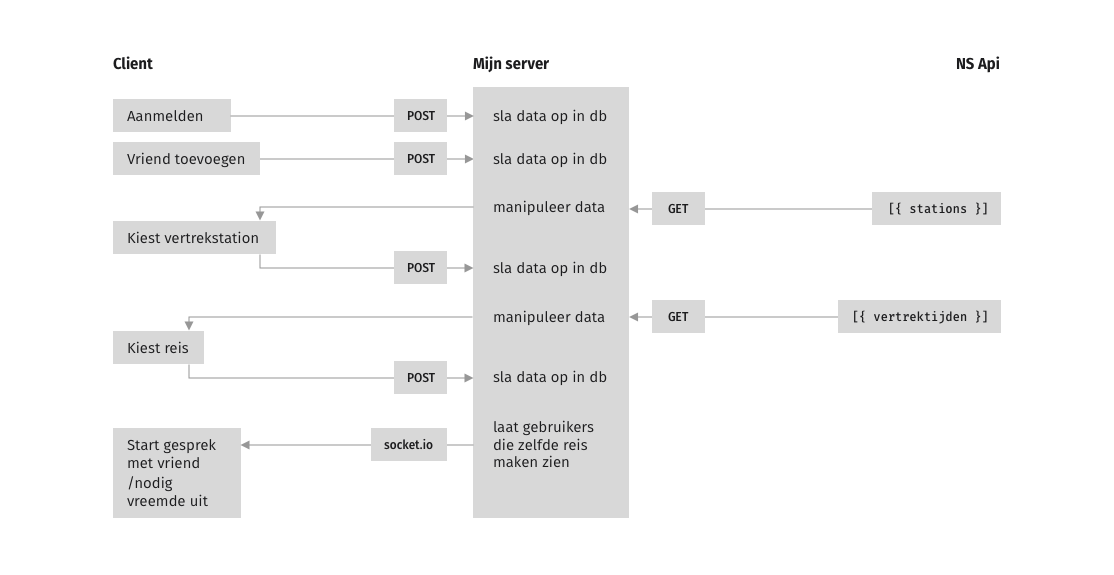 Client
Mijn server
NS Api
Aanmelden
POST
sla data op in db
Vriend toevoegen
POST
sla data op in db
manipuleer data
GET
[{ stations }]
Kiest vertrekstation
POST
sla data op in db
manipuleer data
GET
[{ vertrektijden }]
Kiest reis
POST
sla data op in db
Start gesprek
met vriend
/nodig
vreemde uit
socket.io
laat gebruikers
die zelfde reis
maken zien